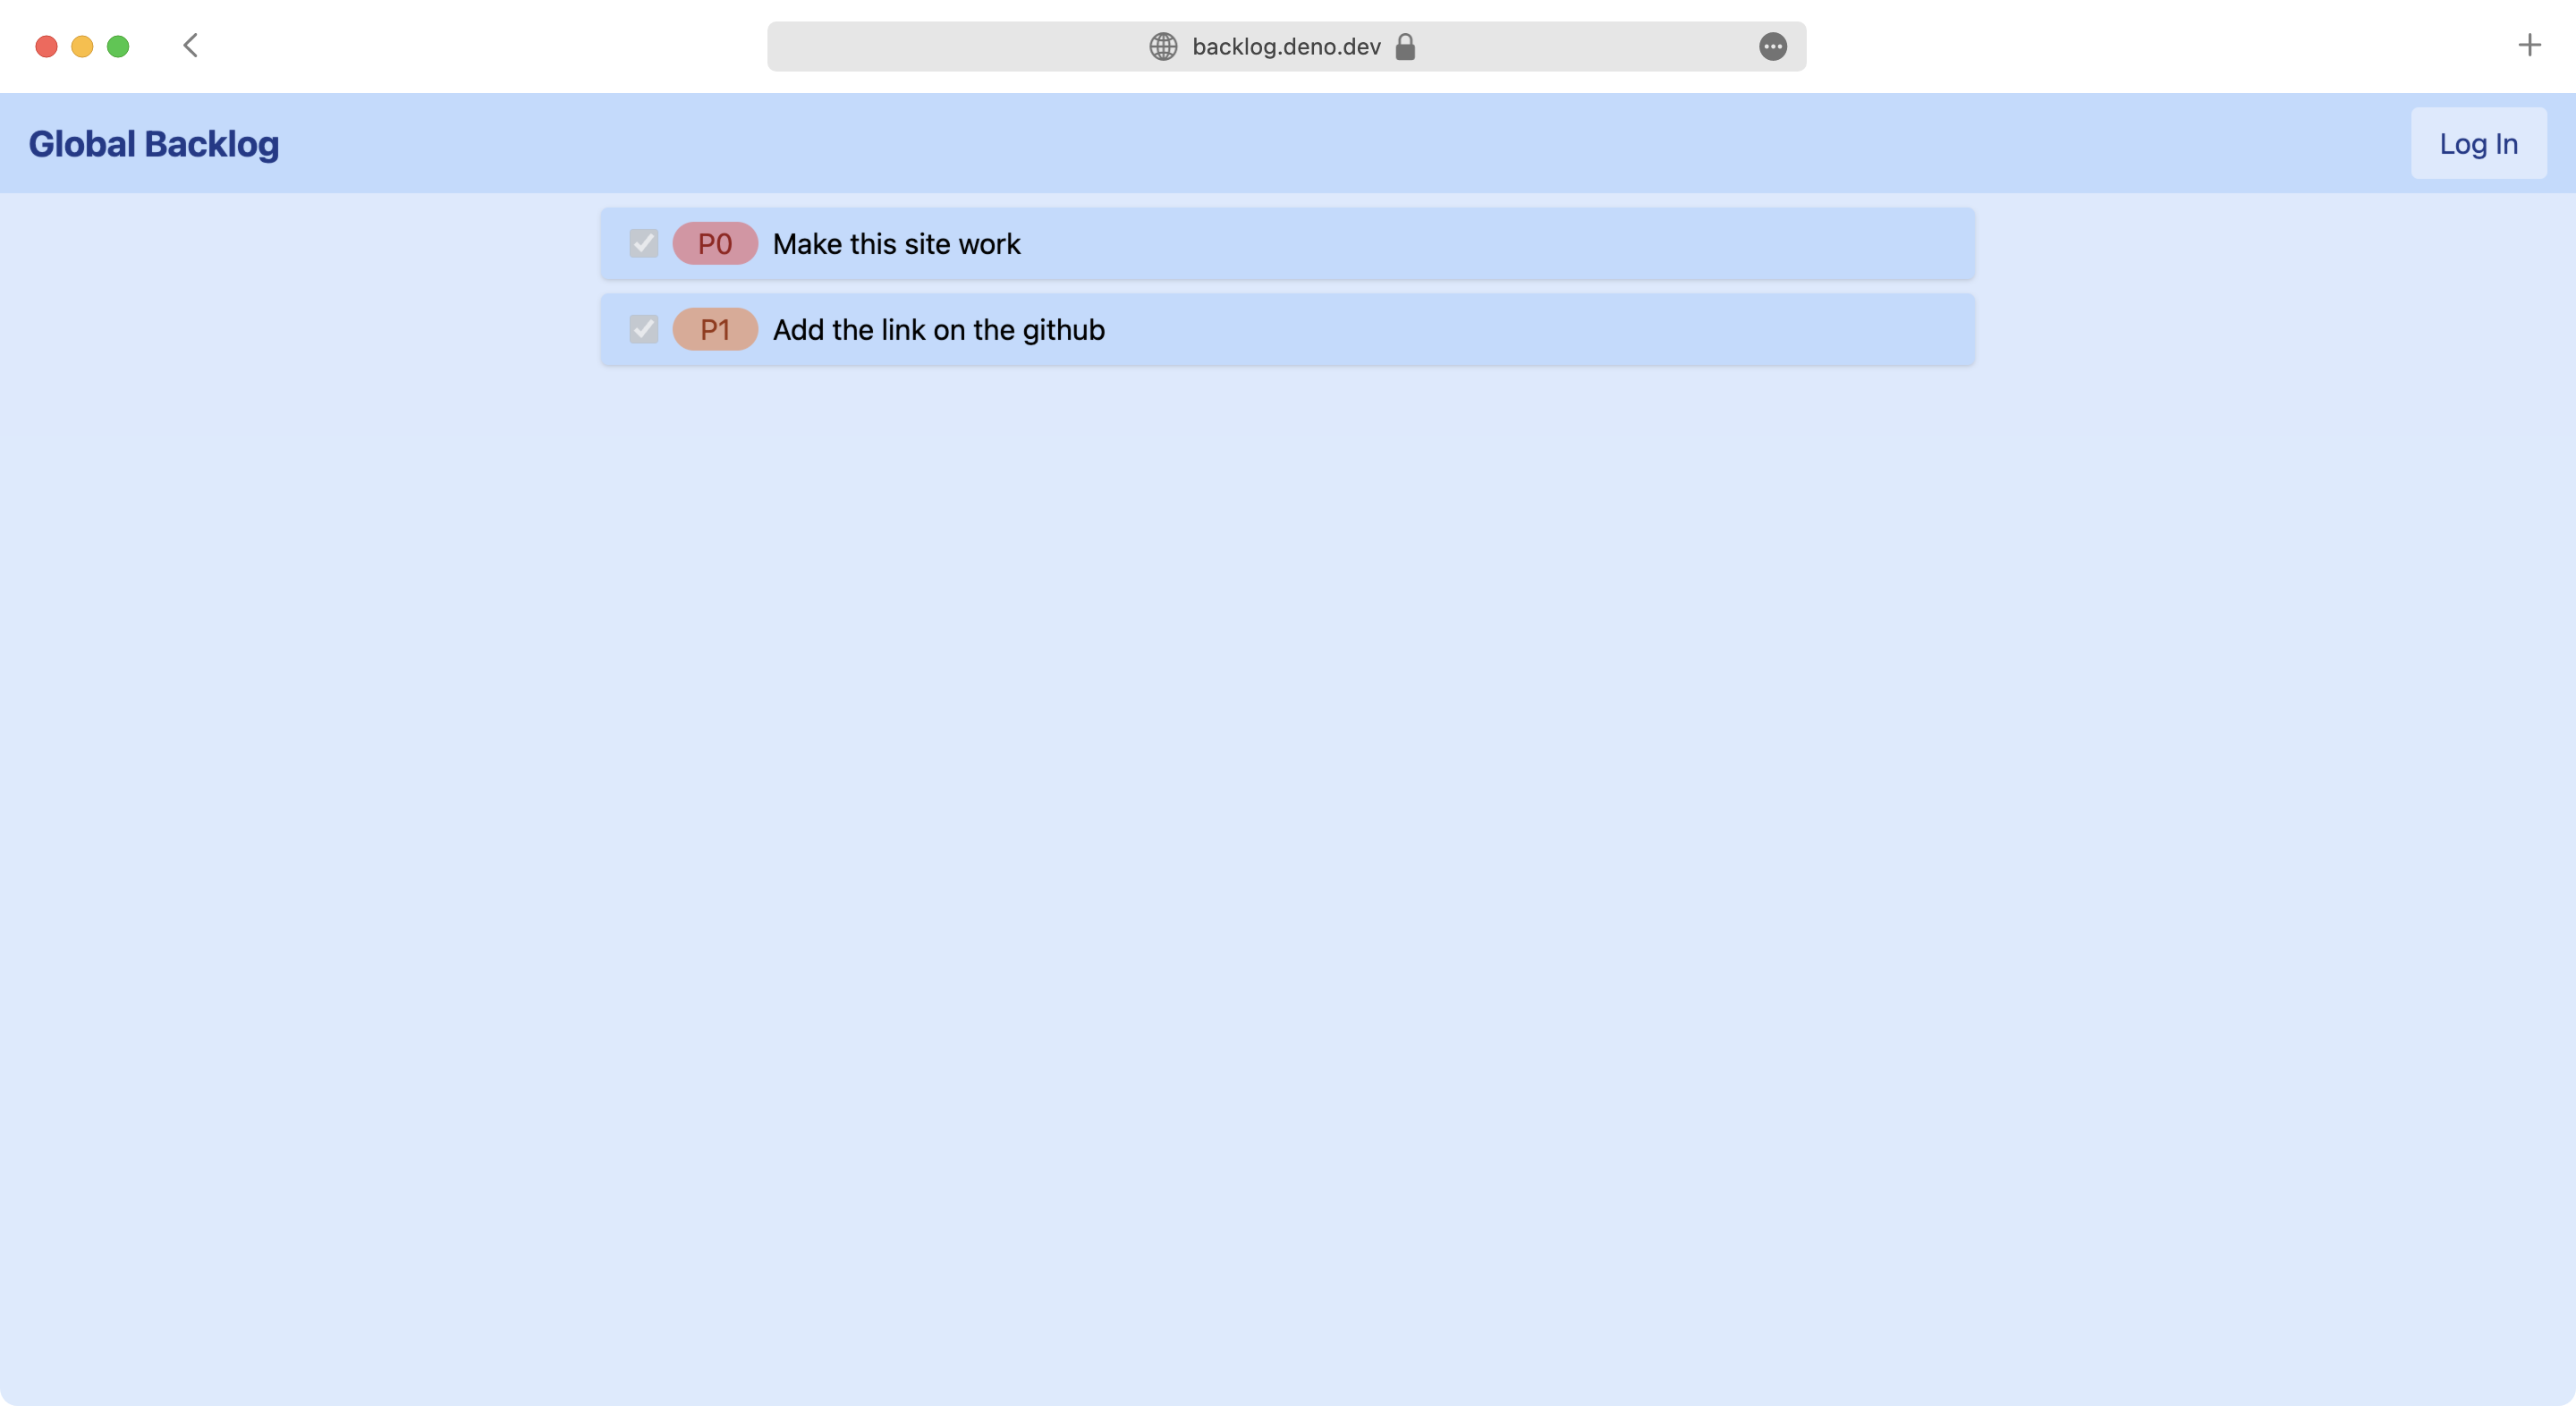 backlog.deno.dev
Global Backlog
Log In
P0 Make this site work
P1 Add the link on the github